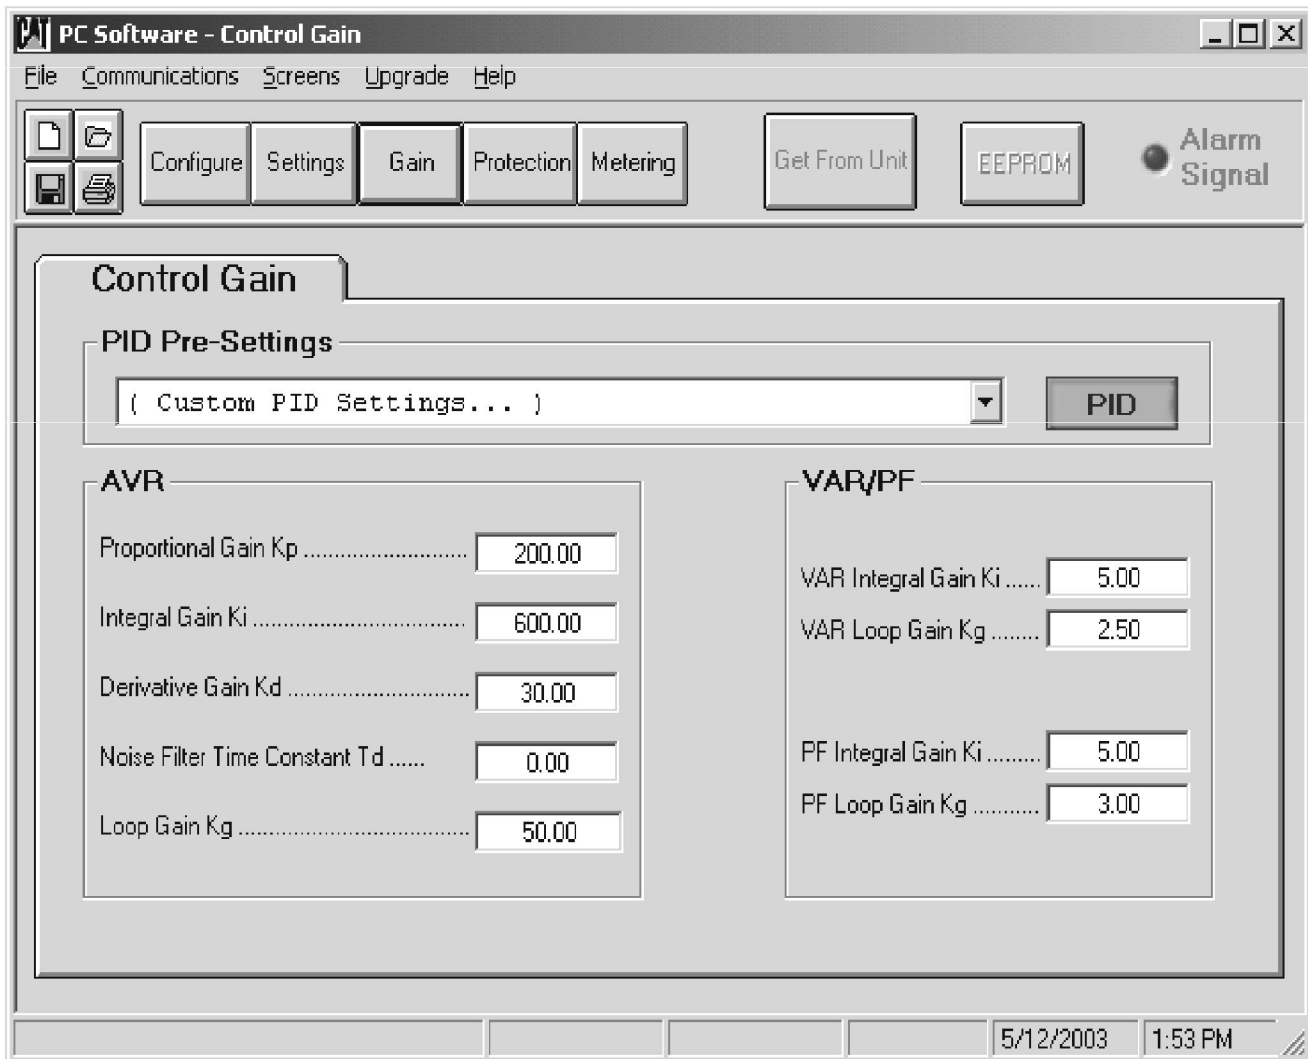 CAT PC Software - Control Gain
File Communications Screens Upgrade Help
Configure Settings Gain Protection Metering Get From Unit EEPROM Alarm Signal
Control Gain
PID Pre-Settings
( Custom PID Settings... ) PID
AVR
Proportional Gain Kp .......................... 200.00
Integral Gain Ki .................................. 600.00
Derivative Gain Kd ............................. 30.00
Noise Filter Time Constant Td ...... 0.00
Loop Gain Kg ..................................... 50.00
VAR/PF
VAR Integral Gain Ki ...... 5.00
VAR Loop Gain Kg ........ 2.50
PF Integral Gain Ki ......... 5.00
PF Loop Gain Kg ........... 3.00
5/12/2003 1:53 PM